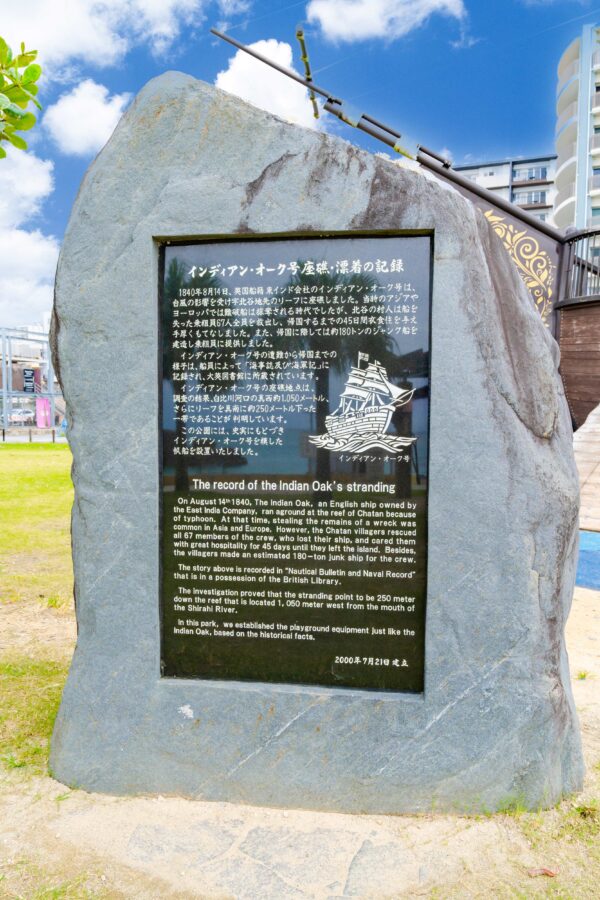 インディアン・オーク号座礁・漂着の記録
1840年8月14日、英国船籍東インド会社のインディアン・オーク号は、
台風の影響を受け字北谷地先のリーフに座礁しました。当時のアジアや
ヨーロッパでは難破船は掠奪される時代でしたが、北谷の村人は船を
失った乗組員67人全員を救出し、帰国するまでの45日間衣食住を与え
手厚くもてなしました。また、帰国に際しては約180トンのジャンク船を
建造し乗組員に提供しました。
インディアン・オーク号の遭難から帰国までの
様子は、船員によって「海事誌及び海軍記」に
記録され、大英図書館に所蔵されています。
インディアン・オーク号の座礁地点は、
調査の結果、白比川河口の真西約1,050メートル、
さらにリーフを真南に約250メートル下った
一帯であることが判明しています。
この公園には、史実にもとづき
インディアン・オーク号を模した
帆船を設置いたしました。
インディアン・オーク号
The record of the Indian Oak's stranding
On August 14th 1840, The Indian Oak, an English ship owned by
the East India Company, ran aground at the reef of Chatan because
of typhoon. At that time, stealing the remains of a wreck was
common in Asia and Europe. However, the Chatan villagers rescued
all 67 members of the crew, who lost their ship, and cared them
with great hospitality for 45 days until they left the island. Besides,
the villagers made an estimated 180-ton junk ship for the crew.
The story above is recorded in "Nautical Bulletin and Naval Record"
that is in a possession of the British Library.
The investigation proved that the stranding point to be 250 meter
down the reef that is located 1, 050 meter west from the mouth of
the Shirahi River.
In this park, we established the playground equipment just like the
Indian Oak, based on the historical facts.
2000年7月21日建立